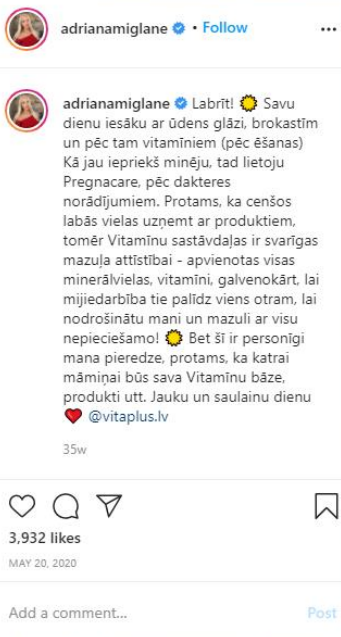 adrianamiglane • Follow
adrianamiglane Labrīt! Savu
dienu iesāku ar ūdens glāzi, brokastīm
un pēc tam vitamīniem (pēc ēšanas)
Kā jau iepriekš minēju, tad lietoju
Pregnacare, pēc dakteres
norādījumiem. Protams, ka cenšos
labās vielas uzņemt ar produktiem,
tomēr Vitamīnu sastāvdaļas ir svarīgas
mazuļa attīstībai - apvienotas visas
minerālvielas, vitamīni, galvenokārt, lai
mijiedarbība tie palīdz viens otram, lai
nodrošinātu mani un mazuli ar visu
nepieciešamo! Bet šī ir personīgi
mana pieredze, protams, ka katrai
māmiņai būs sava Vitamīnu bāze,
produkti utt. Jauku un saulainu dienu
@vitaplus.lv
35w
3,932 likes
MAY 20, 2020
Add a comment...
Post